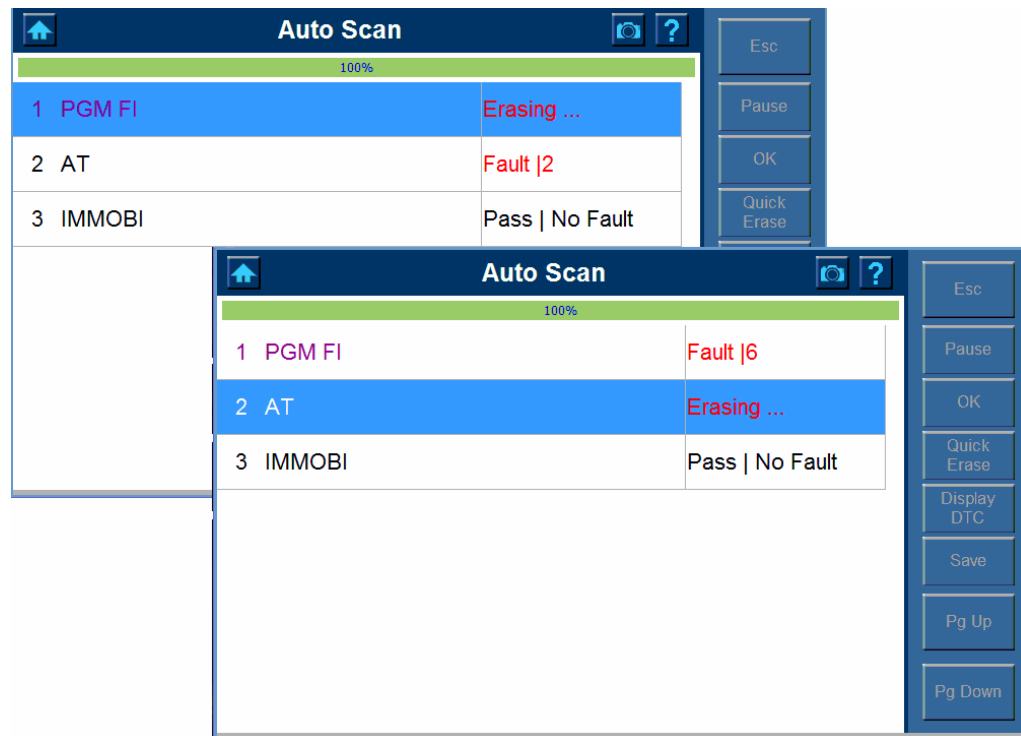 Auto Scan
?
Esc
100%
1 PGM FI Erasing ...
Pause
2 AT Fault |2
OK
3 IMMOBI Pass | No Fault
Quick
Erase
Auto Scan
?
Esc
100%
1 PGM FI Fault |6
Pause
2 AT Erasing ...
OK
3 IMMOBI Pass | No Fault
Quick
Erase
Display
DTC
Save
Pg Up
Pg Down